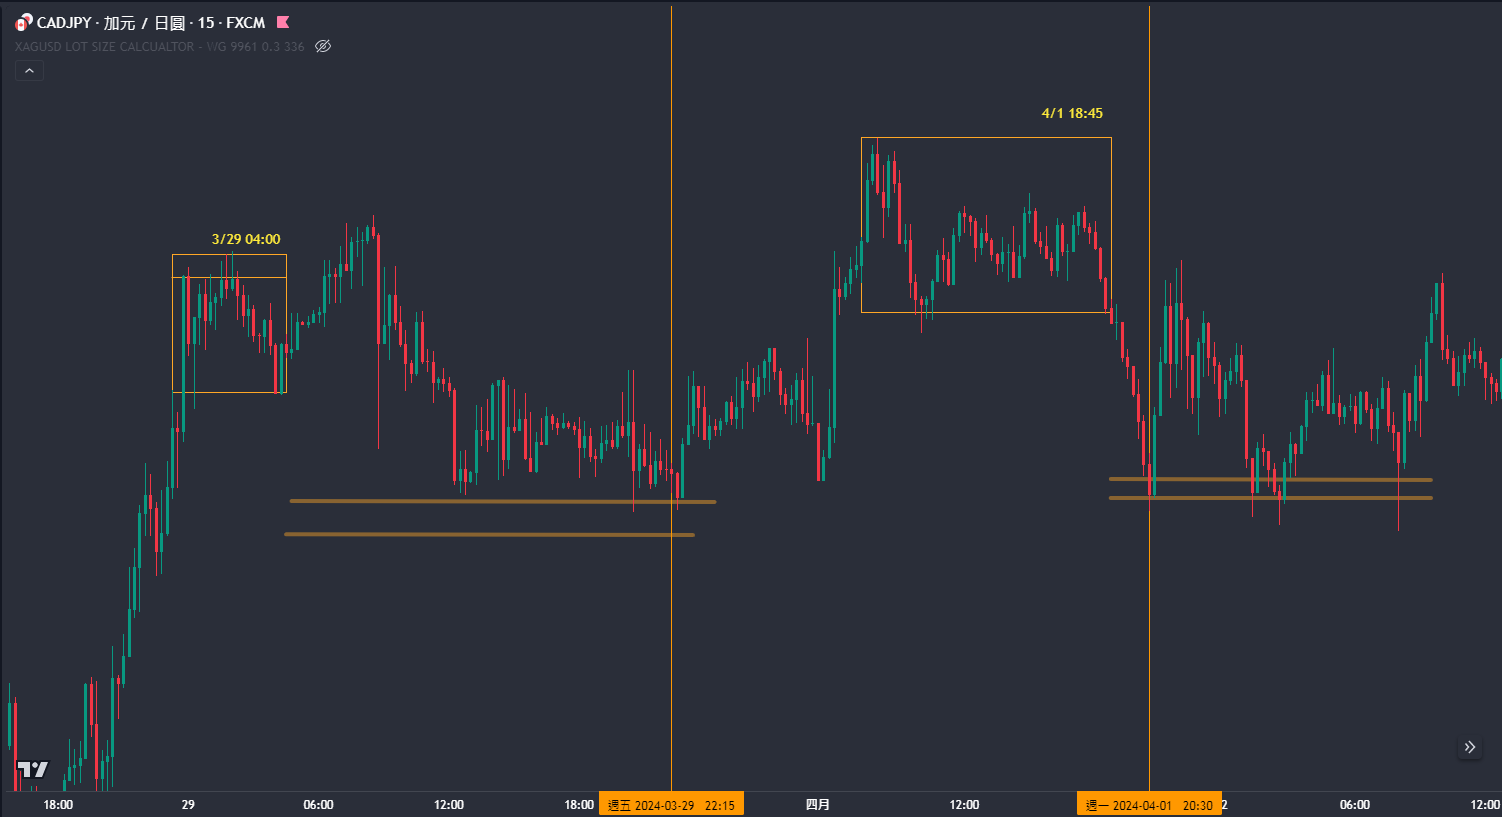 CADJPY · 加元 / 日圓 · 15 · FXCM
XAGUSD LOT SIZE CALCUALTOR - WG 9961 0.3 336
4/1 18:45
3/29 04:00
18:00 29 06:00 12:00 18:00 週五 2024-03-29 22:15 四月 12:00 週一 2024-04-01 20:30 2 06:00 12:00